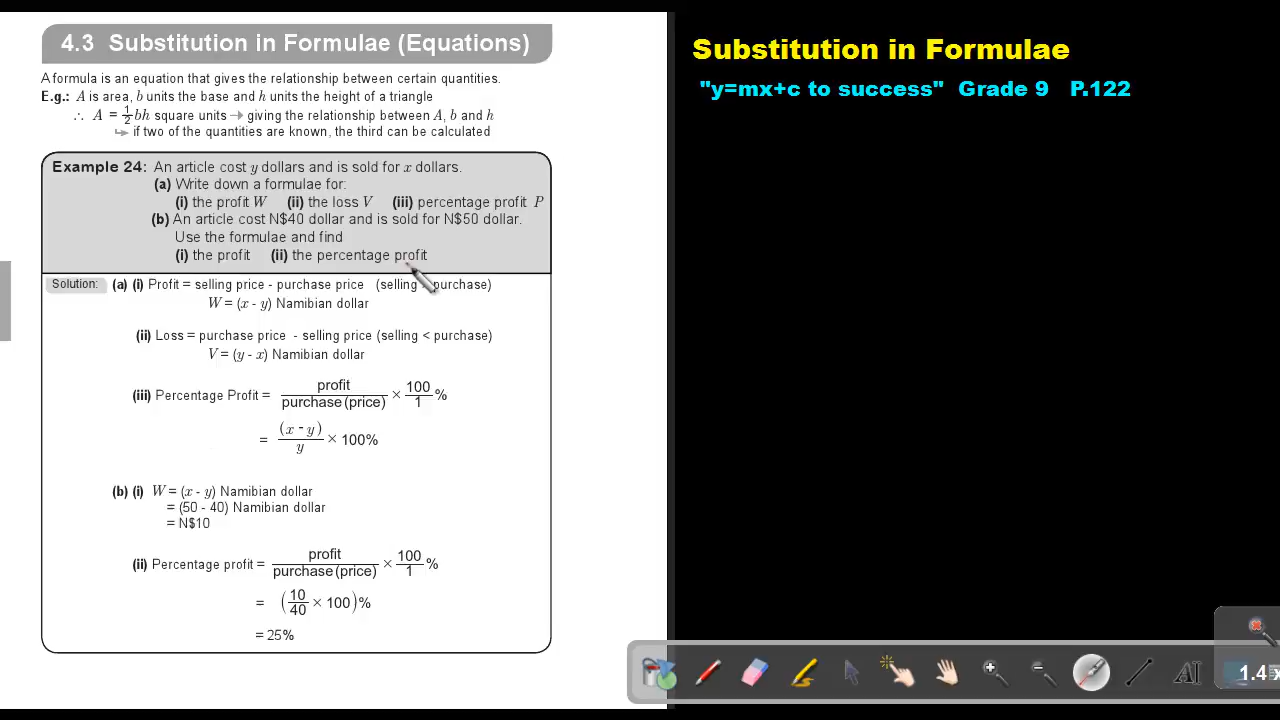 4.3 Substitution in Formulae (Equations)
A formula is an equation that gives the relationship between certain quantities.
E.g.: A is area, b units the base and h units the height of a triangle
∴ A = 1/2 bh square units → giving the relationship between A, b and h
↳ if two of the quantities are known, the third can be calculated
Example 24: An article cost y dollars and is sold for x dollars.
(a) Write down a formulae for:
(i) the profit W (ii) the loss V (iii) percentage profit P
(b) An article cost N$40 dollar and is sold for N$50 dollar.
Use the formulae and find
(i) the profit (ii) the percentage profit
Solution: (a) (i) Profit = selling price - purchase price (selling purchase)
W = (x - y) Namibian dollar
(ii) Loss = purchase price - selling price (selling < purchase)
V = (y - x) Namibian dollar
(iii) Percentage Profit = profit/purchase (price) × 100/1 %
= (x - y)/y × 100%
(b) (i) W = (x - y) Namibian dollar
= (50 - 40) Namibian dollar
= N$10
(ii) Percentage profit = profit/purchase (price) × 100/1 %
= (10/40 × 100)%
= 25%
Substitution in Formulae
"y=mx+c to success" Grade 9 P.122
AI
1.4 x